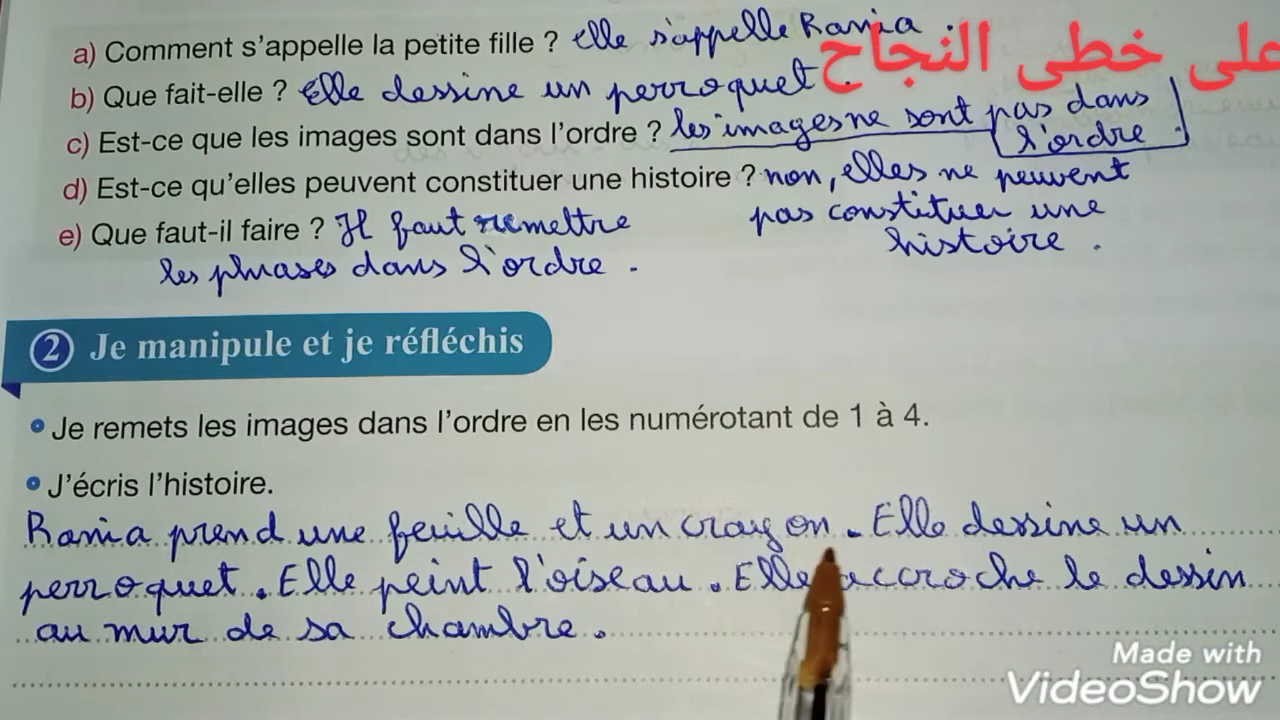 a) Comment s'appelle la petite fille ? elle s'appelle Rania .
على خطى النجاح
b) Que fait-elle ? Elle dessine un perroquet .
c) Est-ce que les images sont dans l'ordre ? les images ne sont pas dans
l'ordre .
d) Est-ce qu'elles peuvent constituer une histoire ? non, elles ne peuvent
pas constituer une
histoire .
e) Que faut-il faire ? Il faut remettre
les phrases dans l'ordre .
2 Je manipule et je réfléchis
• Je remets les images dans l'ordre en les numérotant de 1 à 4.
• J'écris l'histoire.
Rania prend une feuille et un crayon . Elle dessine un
perroquet . Elle peint l'oiseau . Elle accroche le dessin
au mur de sa chambre .
Made with
VideoShow